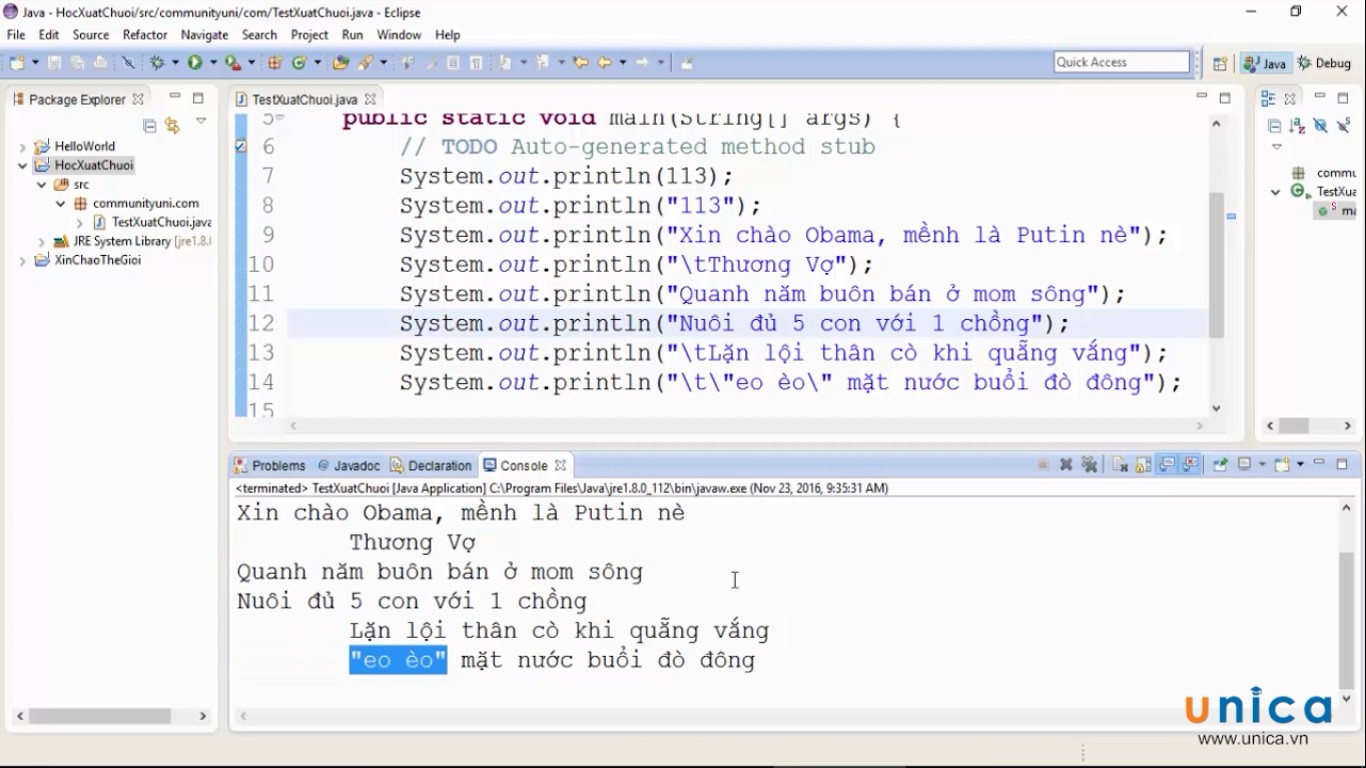 Java - HocXuatChuoi/src/communityuni/com/TestXuatChuoi.java - Eclipse
File Edit Source Refactor Navigate Search Project Run Window Help
Quick Access Java Debug
Package Explorer
HelloWorld
HocXuatChuoi
src
communityuni.com
TestXuatChuoi.java
JRE System Library [jre1.8.
XinChaoTheGioi
TestXuatChuoi.java
5 public static void main(String[] args) {
6 // TODO Auto-generated method stub
7 System.out.println(113);
8 System.out.println("113");
9 System.out.println("Xin chào Obama, mềnh là Putin nè");
10 System.out.println("\tThương Vợ");
11 System.out.println("Quanh năm buôn bán ở mom sông");
12 System.out.println("Nuôi đủ 5 con với 1 chồng");
13 System.out.println("\tLặn lội thân cò khi quẵng vắng");
14 System.out.println("\t\"eo èo\" mặt nước buổi đò đông");
15
commu
TestXua
ma
Problems @ Javadoc Declaration Console
<terminated> TestXuatChuoi [Java Application] C:\Program Files\Java\jre1.8.0_112\bin\javaw.exe (Nov 23, 2016, 9:35:31 AM)
Xin chào Obama, mềnh là Putin nè
Thương Vợ
Quanh năm buôn bán ở mom sông
Nuôi đủ 5 con với 1 chồng
Lặn lội thân cò khi quẵng vắng
"eo èo" mặt nước buổi đò đông
unica
www.unica.vn